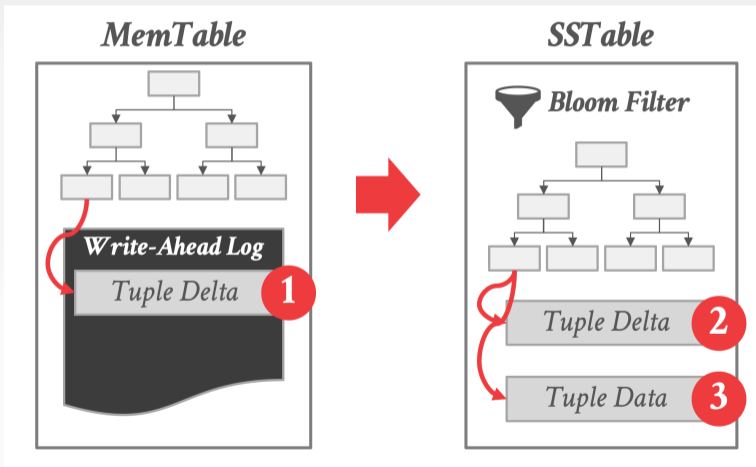 MemTable
SSTable
Bloom Filter
Write-Ahead Log
Tuple Delta 1
Tuple Delta 2
Tuple Data 3